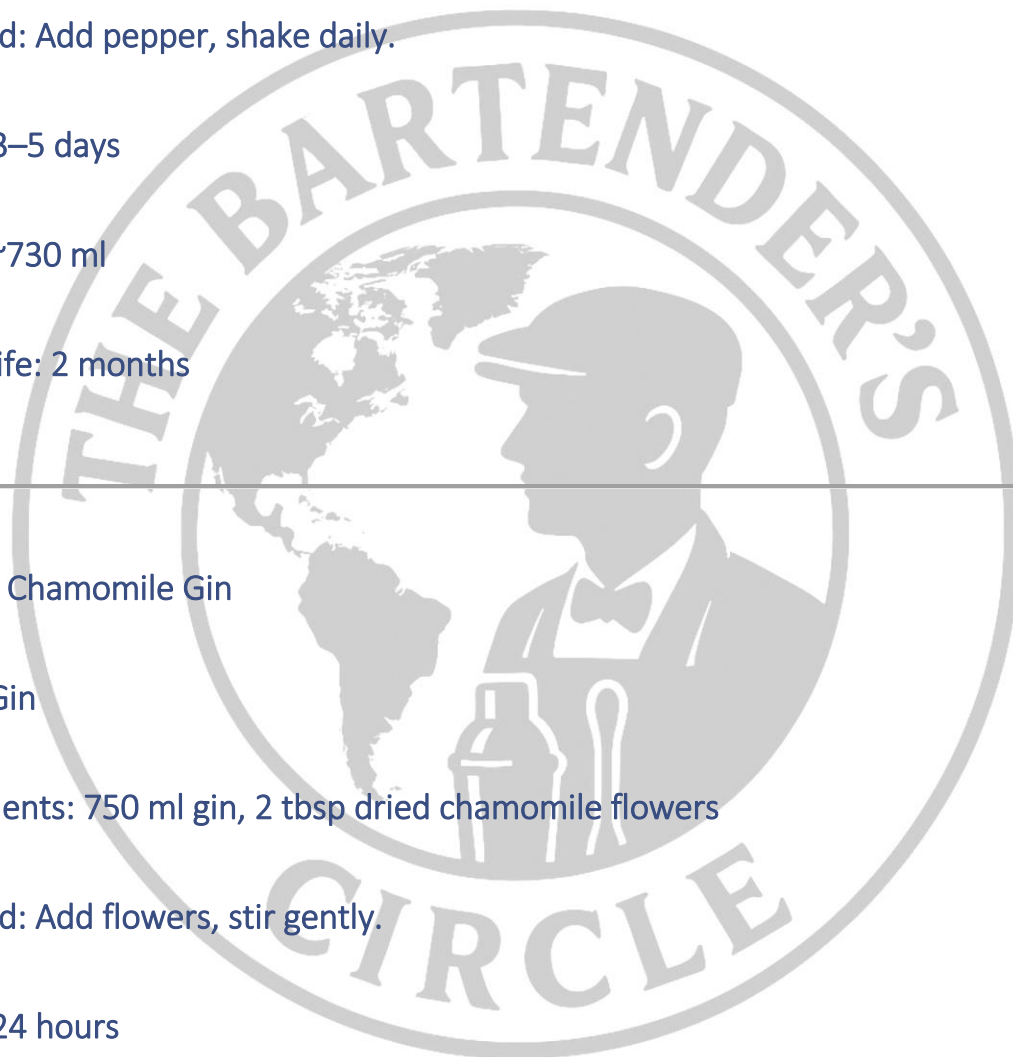 d: Add pepper, shake daily.
3–5 days
~730 ml
ife: 2 months
Chamomile Gin
Gin
ents: 750 ml gin, 2 tbsp dried chamomile flowers
d: Add flowers, stir gently.
24 hours
THE BARTENDER'S
CIRCLE